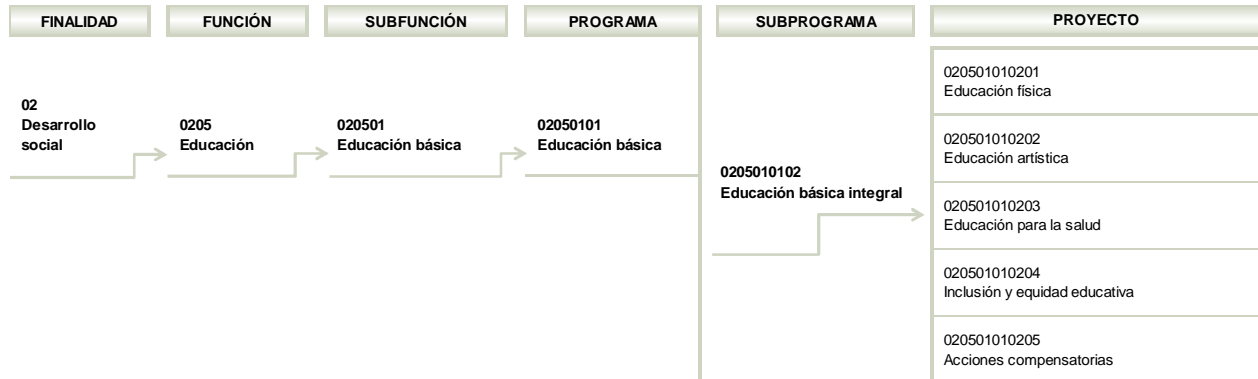 FINALIDAD
FUNCIÓN
SUBFUNCIÓN
PROGRAMA
SUBPROGRAMA
PROYECTO
02
Desarrollo
social
0205
Educación
020501
Educación básica
02050101
Educación básica
0205010102
Educación básica integral
020501010201
Educación física
020501010202
Educación artística
020501010203
Educación para la salud
020501010204
Inclusión y equidad educativa
020501010205
Acciones compensatorias